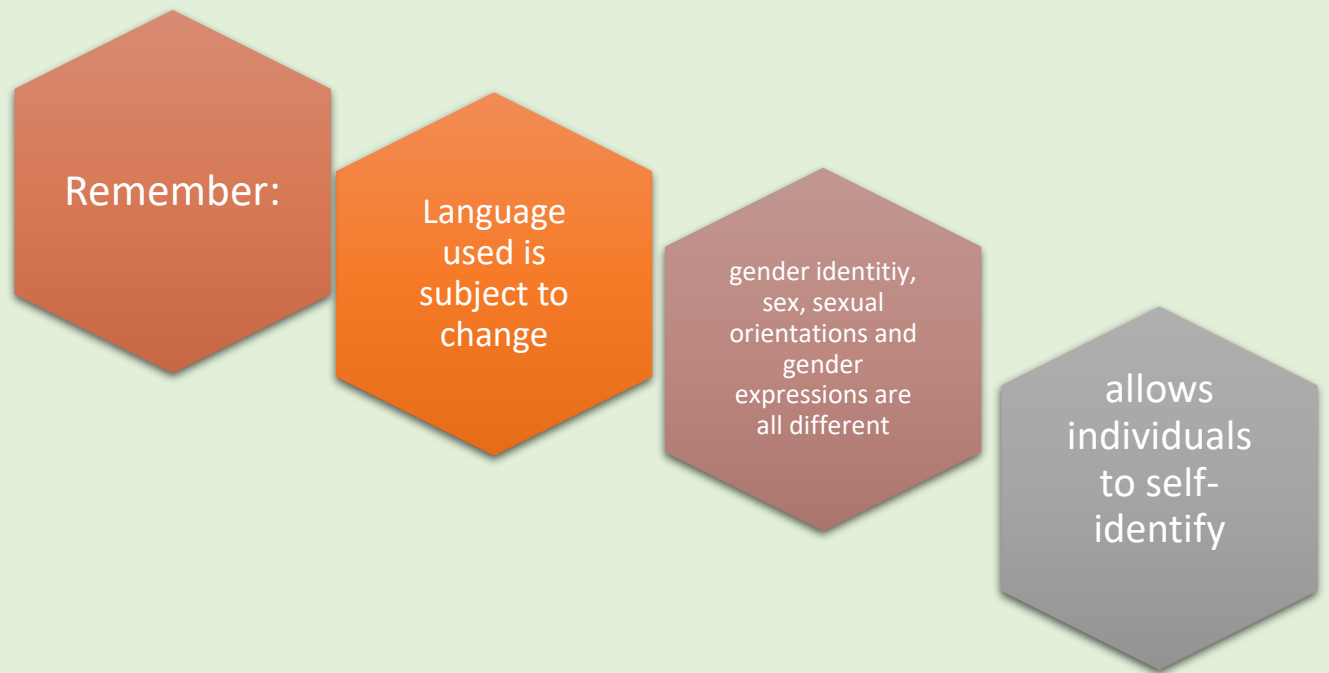 Remember:
Language
used is
subject to
change
gender identitiy,
sex, sexual
orientations and
gender
expressions are
all different
allows
individuals
to self-
identify